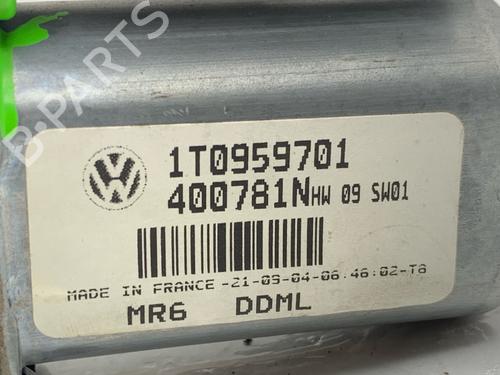 B-PARTS
1T0959701
400781N HW 09 SW01
MADE IN FRANCE -21-09-04-06.46:02-T8
MR6 DDML